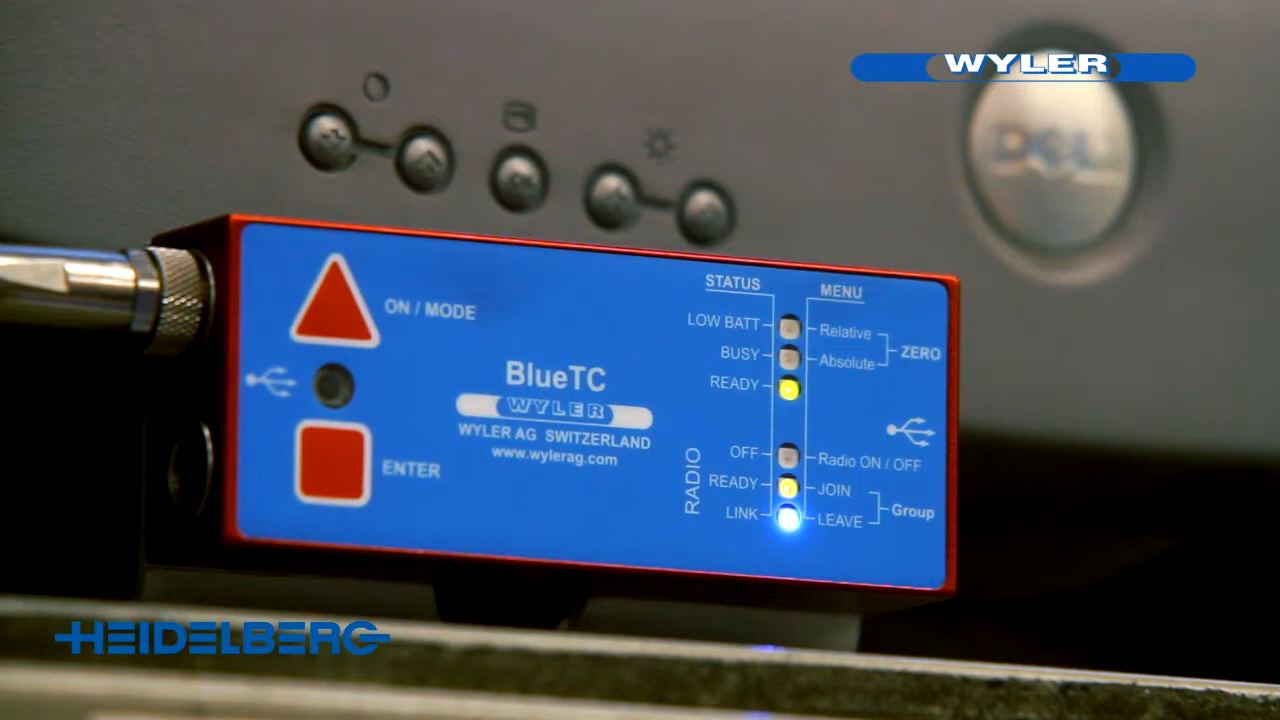 WYLER
DELL
STATUS
MENU
ON / MODE
LOW BATT
Relative
ZERO
BUSY
Absolute
READY
BlueTC
WYLER
WYLER AG SWITZERLAND
www.wylerag.com
ENTER
RADIO
OFF
Radio ON / OFF
READY
JOIN
Group
LINK
LEAVE
HEIDELBERG